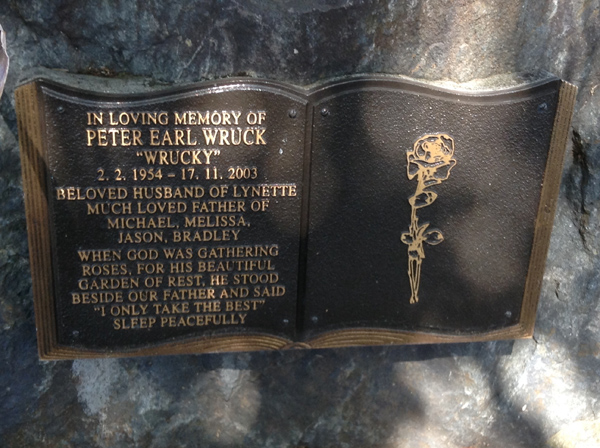 IN LOVING MEMORY OF
PETER EARL WRUCK
"WRUCKY"
2. 2. 1954 - 17. 11. 2003
BELOVED HUSBAND OF LYNETTE
MUCH LOVED FATHER OF
MICHAEL, MELISSA,
JASON, BRADLEY
WHEN GOD WAS GATHERING
ROSES, FOR HIS BEAUTIFUL
GARDEN OF REST, HE STOOD
BESIDE OUR FATHER AND SAID
"I ONLY TAKE THE BEST"
SLEEP PEACEFULLY